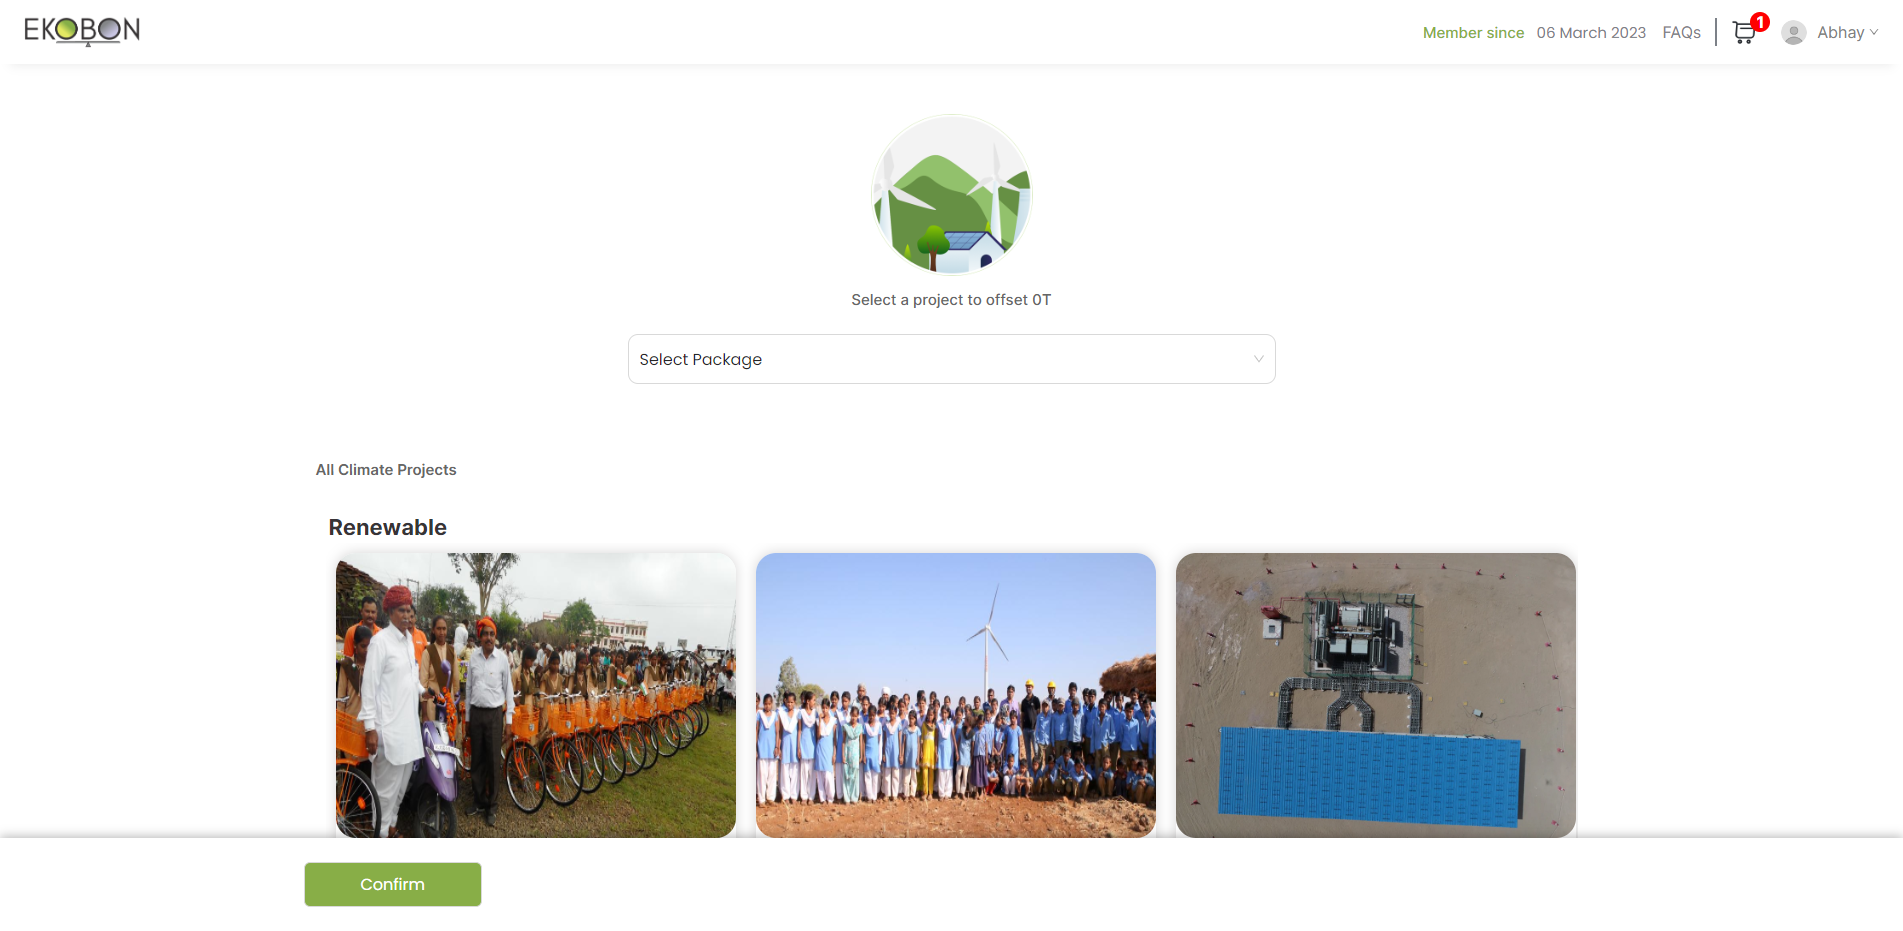 EKOBON
Member since 06 March 2023 FAQs 1 Abhay
Select a project to offset 0T
Select Package
All Climate Projects
Renewable
Confirm